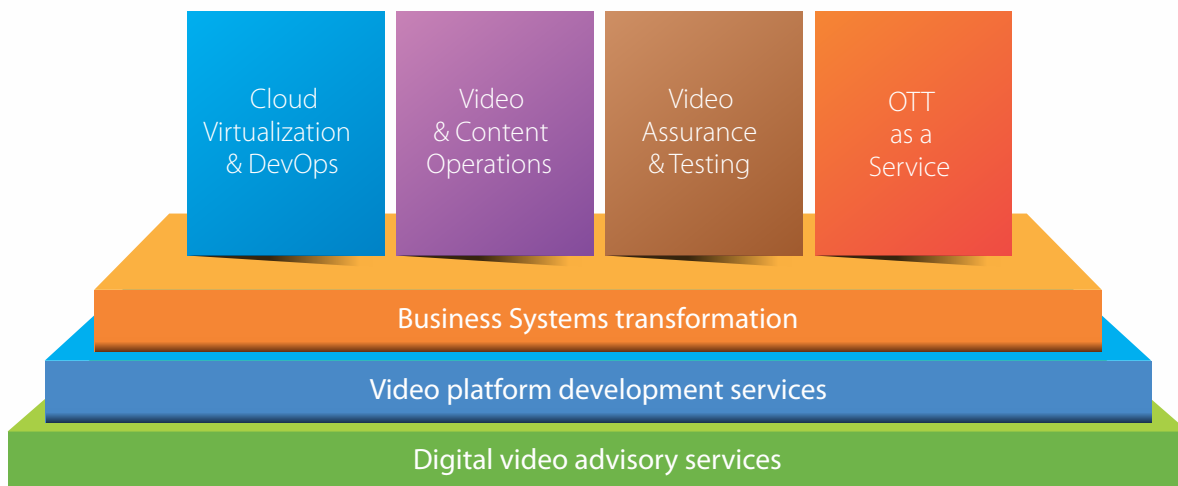 Cloud
Virtualization
& DevOps
Video
& Content
Operations
Video
Assurance
& Testing
OTT
as a
Service
Business Systems transformation
Video platform development services
Digital video advisory services